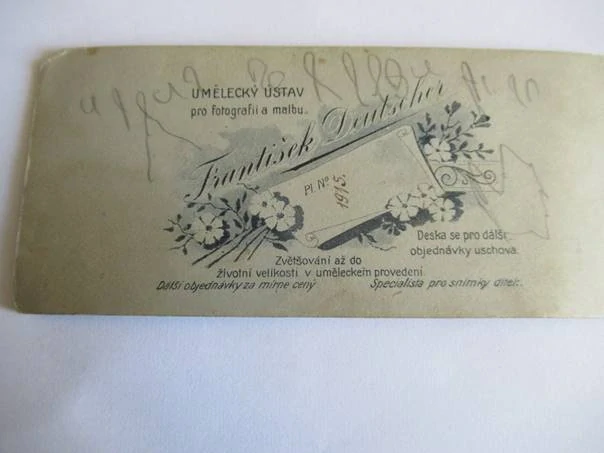 UMĚLECKÝ ÚSTAV
pro fotografii a malbu.
František Deutscher
Pl. Nº
1915.
Deska se pro další
objednávky uschová.
Zvětšování až do
životní velikosti v uměleckém provedení
Další objednávky za mírné ceny
Specialista pro snímky dítek.